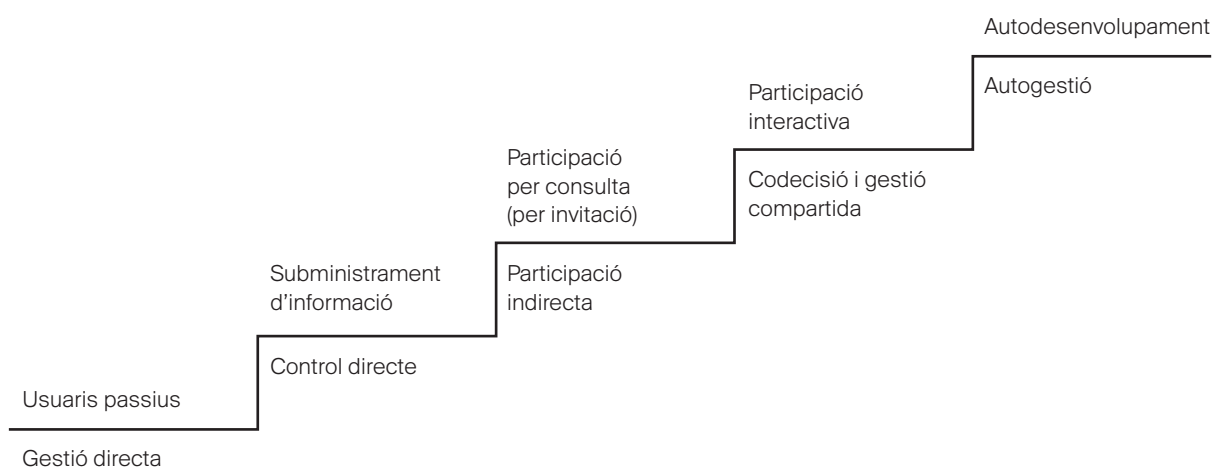 Autodesenvolupament
Autogestió
Participació
interactiva
Codecisió i gestió
compartida
Participació
per consulta
(per invitació)
Participació
indirecta
Subministrament
d’informació
Control directe
Usuaris passius
Gestió directa